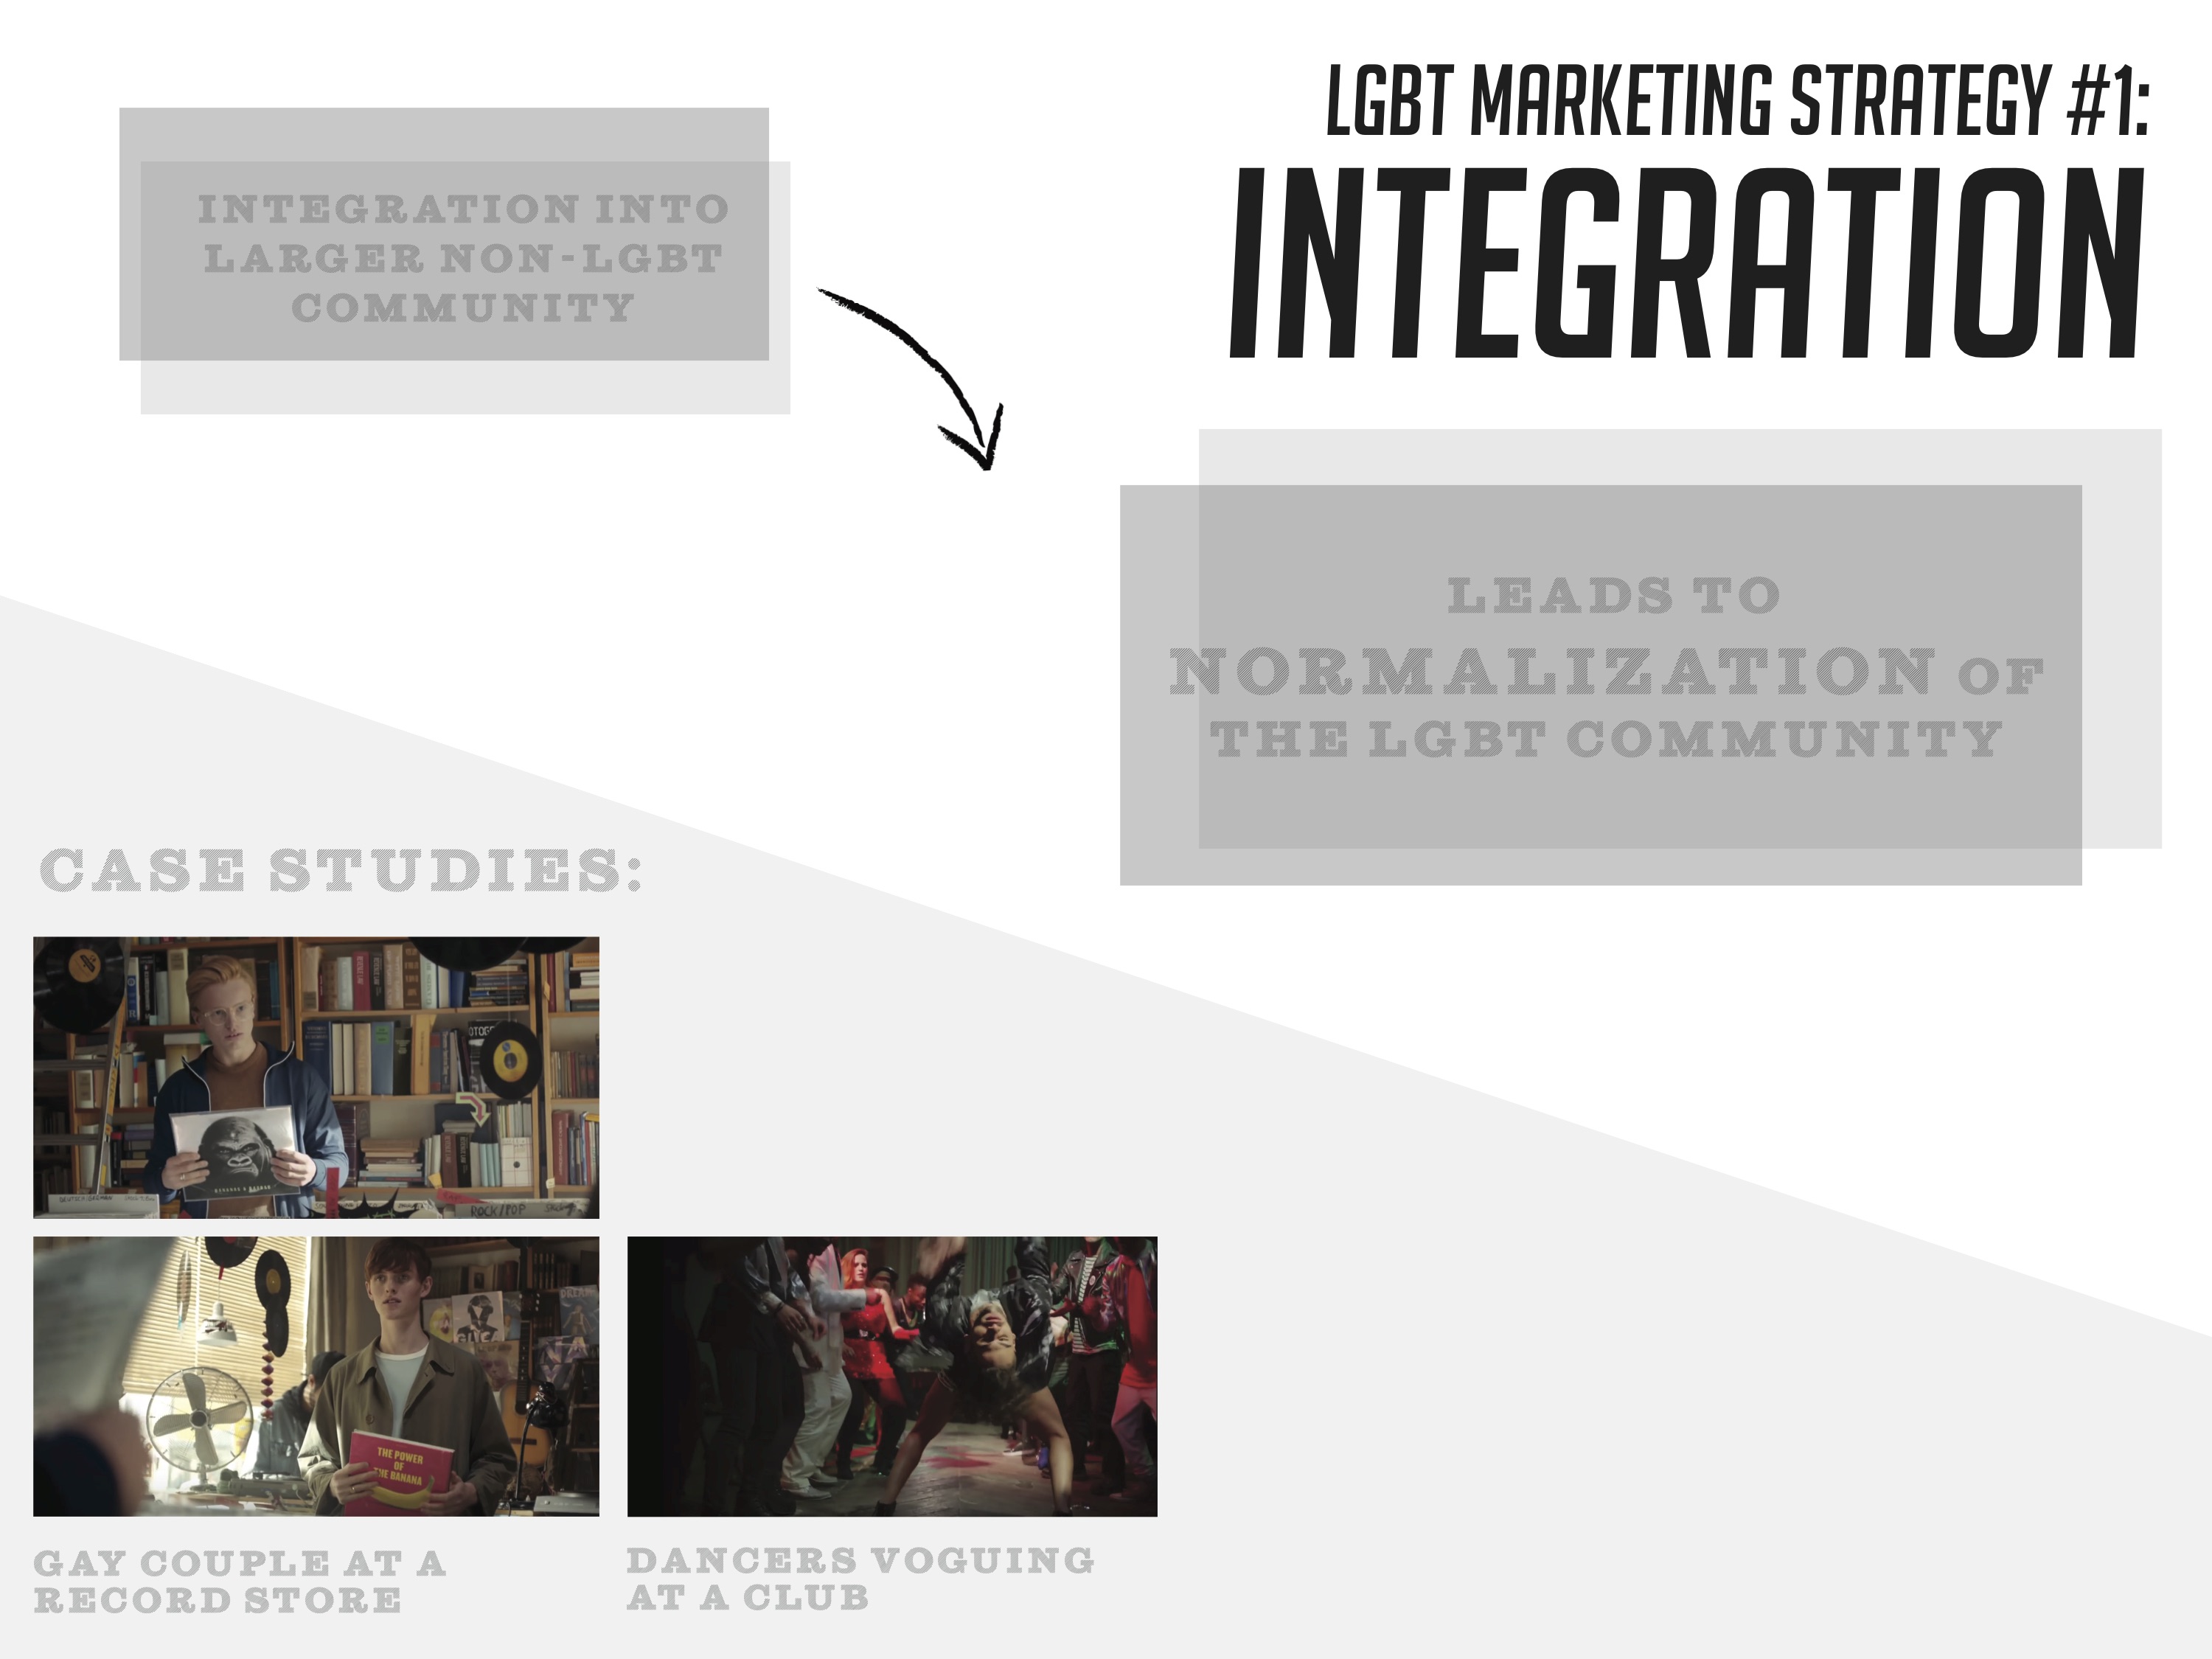 LGBT MARKETING STRATEGY #1:
INTEGRATION
INTEGRATION INTO
LARGER NON-LGBT
COMMUNITY
LEADS TO
NORMALIZATION OF
THE LGBT COMMUNITY
CASE STUDIES:
ROCK/POP
THE POWER
OF
THE BANANA
GAY COUPLE AT A
RECORD STORE
DANCERS VOGUING
AT A CLUB